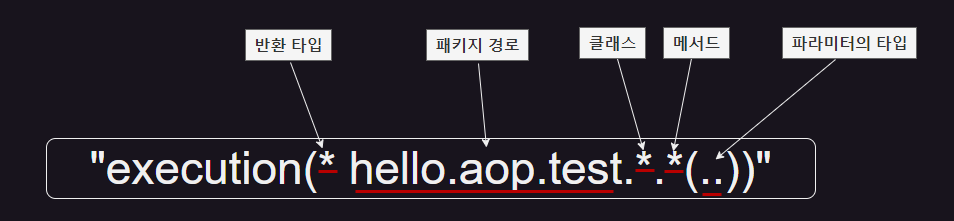 반환 타입 패키지 경로 클래스 메서드 파라미터의 타입
"execution(* hello.aop.test.*.*(..))"